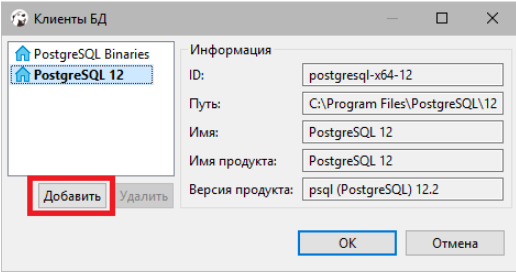 Клиенты БД
PostgreSQL Binaries
PostgreSQL 12
Добавить
Удалить
Информация
ID:
postgresql-x64-12
Путь:
C:\Program Files\PostgreSQL\12
Имя:
PostgreSQL 12
Имя продукта:
PostgreSQL 12
Версия продукта:
psql (PostgreSQL) 12.2
ОК
Отмена